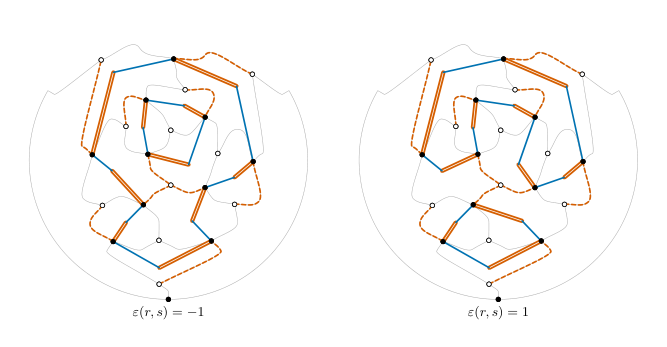 ε(r, s) = −1
ε(r, s) = 1